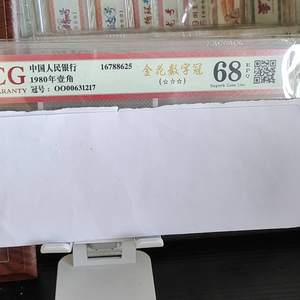 CG 中国人民银行 16788625 金花数字冠 68 EPQ
WARRANTY 1980年壹角 (☆☆☆) Superb Gem Unc
冠号：OO00631217